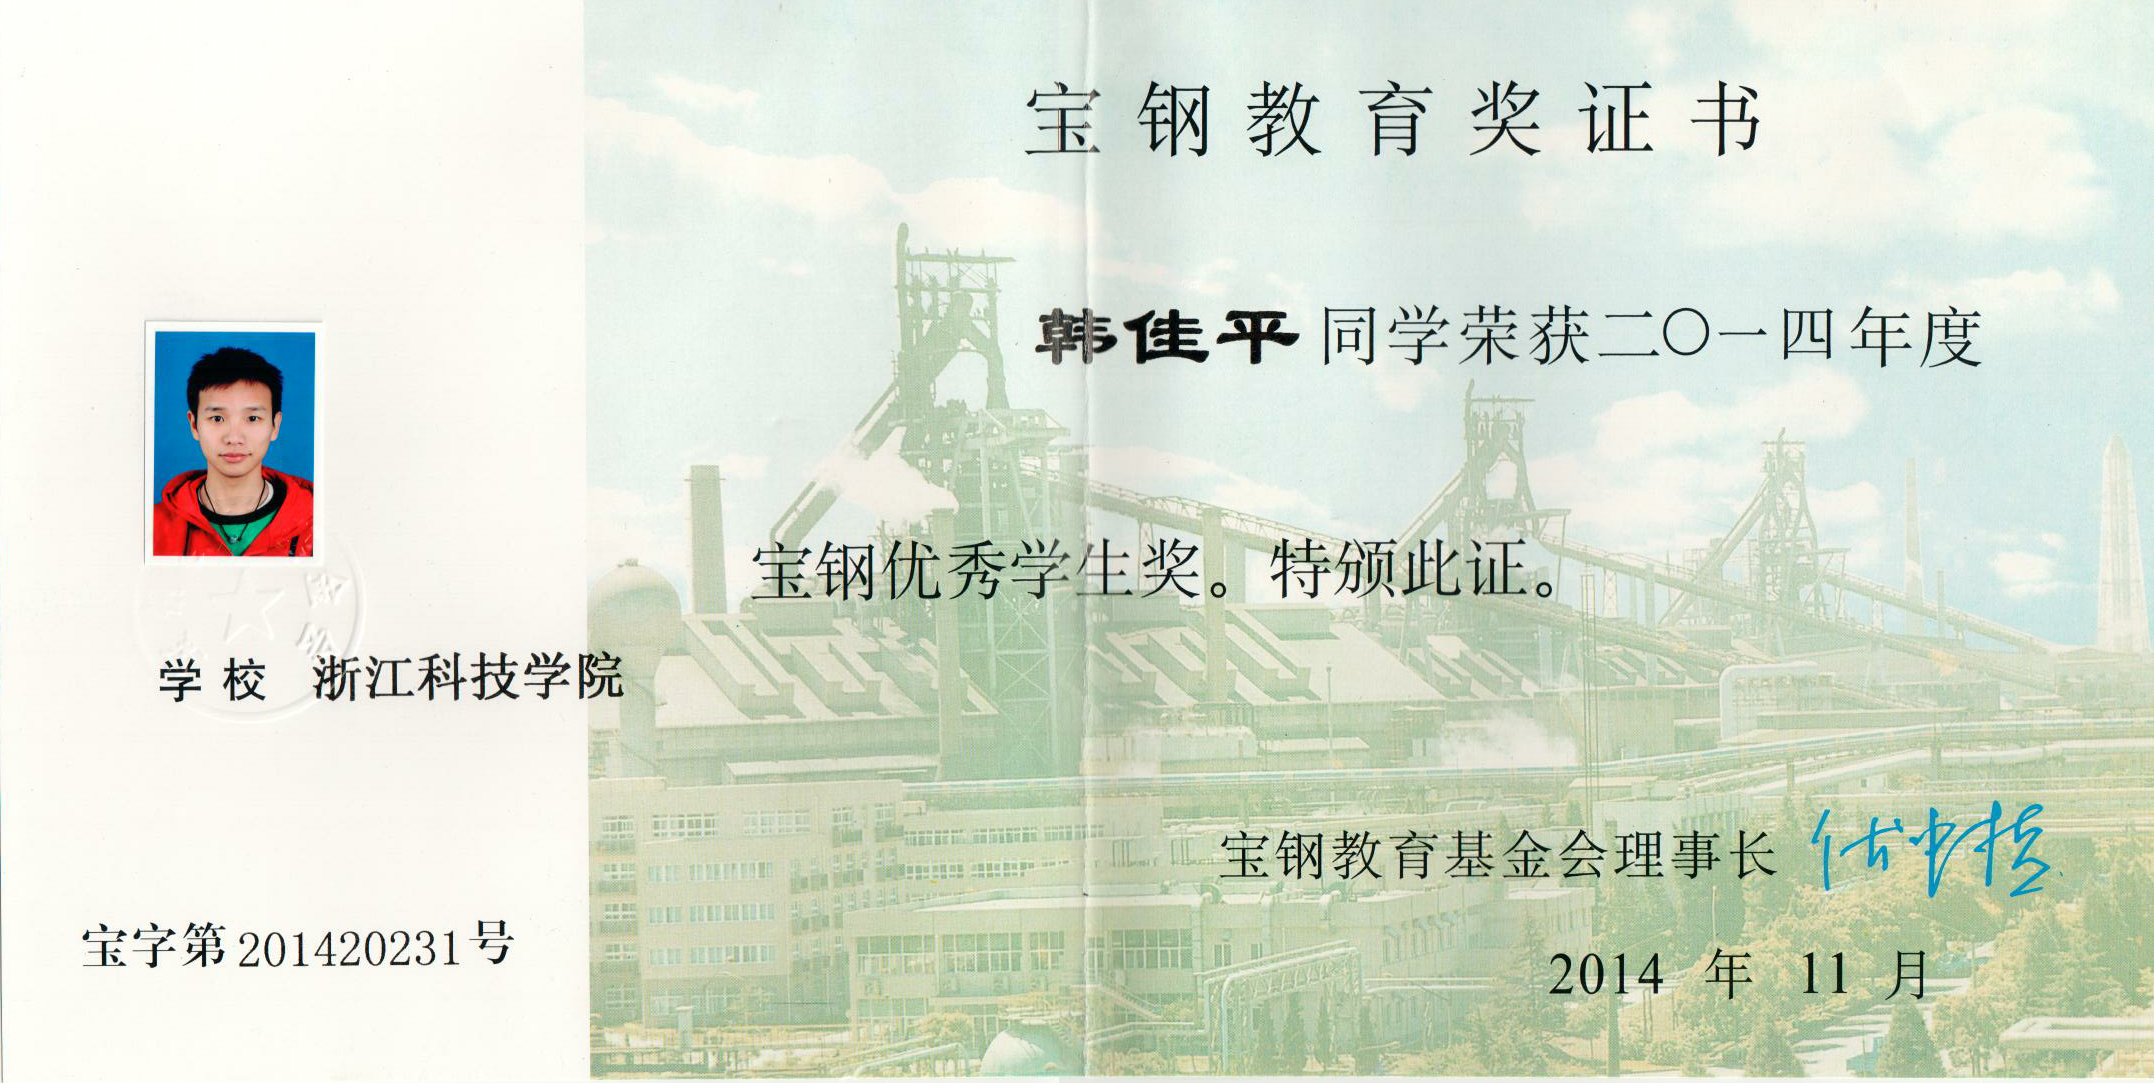 宝钢教育奖证书
韩佳平同学荣获二〇一四年度
宝钢优秀学生奖。特颁此证。
学校 浙江科技学院
宝钢教育基金会理事长
宝字第201420231号
2014 年 11 月